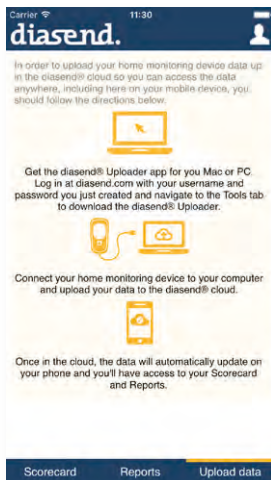 Carrier 11:30
diasend.
In order to upload your home monitoring device data up
in the diasend® cloud so you can access the data
anywhere, including here on your mobile device, you
should follow the directions below.
Get the diasend® Uploader app for you Mac or PC.
Log in at diasend.com with your username and
password you just created and navigate to the Tools tab
to download the diasend® Uploader.
Connect your home monitoring device to your computer
and upload your data to the diasend® cloud.
Once in the cloud, the data will automatically update on
your phone and you'll have access to your Scorecard
and Reports.
Scorecard Reports Upload data